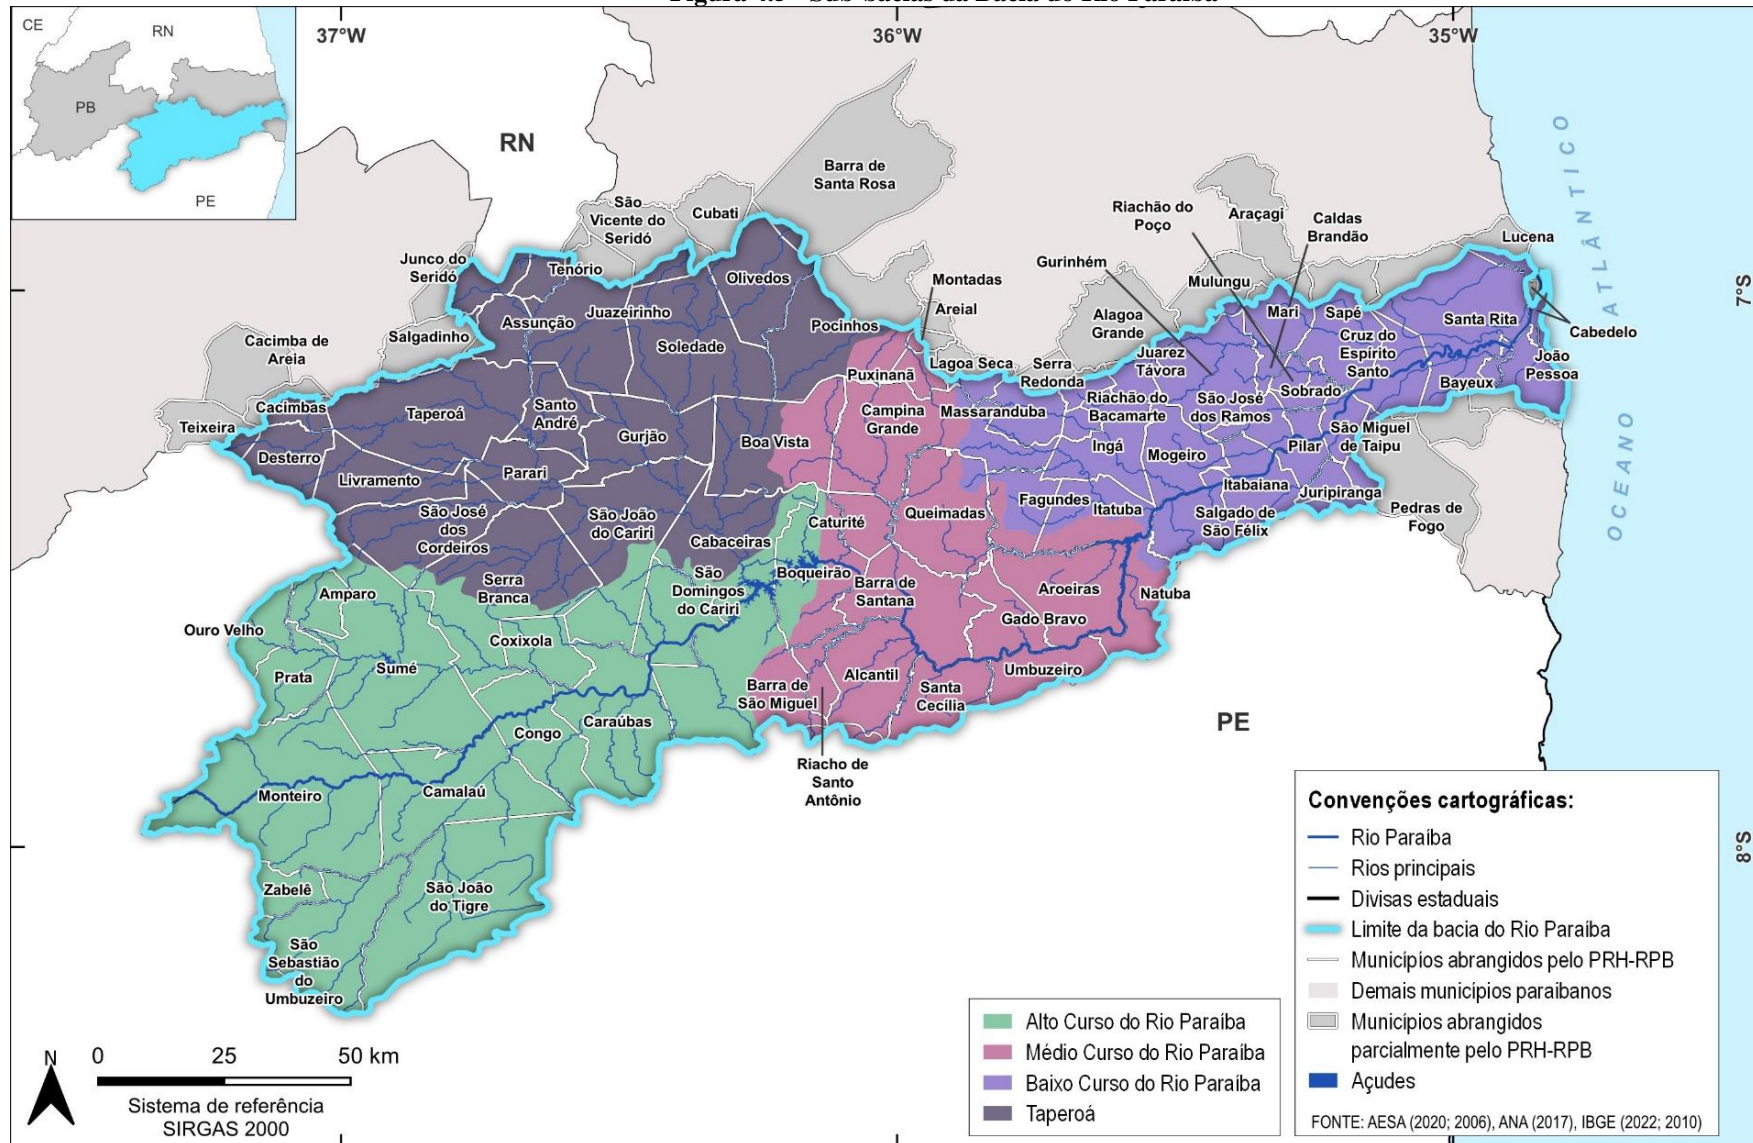 Figura 4.3 - Sub-bacias da Bacia do Rio Paraíba
CE
RN
PB
PE
37°W
36°W
35°W
7°S
8°S
RN
PE
OCEANO ATLÂNTICO
Barra de
Santa Rosa
São
Vicente do
Seridó
Cubati
Junco do
Seridó
Tenório
Olivedos
Juazeirinho
Assunção
Salgadinho
Soledade
Pocinhos
Cacimba de
Areia
Cacimbas
Teixeira
Desterro
Taperoá
Santo
André
Gurjão
Boa Vista
Livramento
Parari
São José
dos
Cordeiros
São João
do Cariri
Cabaceiras
Serra
Branca
Montadas
Areial
Lagoa Seca
Puxinanã
Campina
Grande
Massaranduba
Serra
Redonda
Alagoa
Grande
Mulungu
Gurinhém
Riachão do
Poço
Araçagi
Caldas
Brandão
Lucena
Mari
Sapé
Santa Rita
Cabedelo
Cruz do
Espírito
Santo
João
Pessoa
Bayeux
Juarez
Távora
Riachão do
Bacamarte
São José
dos Ramos
Sobrado
São Miguel
de Taipu
Pilar
Ingá
Mogeiro
Itabaiana
Juripiranga
Pedras de
Fogo
Fagundes
Itatuba
Salgado de
São Félix
Queimadas
Caturité
Boqueirão
Barra de
Santana
Aroeiras
Natuba
Gado Bravo
Umbuzeiro
Santa
Cecília
Alcantil
Barra de
São Miguel
Riacho de
Santo
Antônio
São
Domingos
do Cariri
Amparo
Ouro Velho
Prata
Sumé
Coxixola
Caraúbas
Congo
Monteiro
Camalaú
Zabelê
São João
do Tigre
São
Sebastião
do
Umbuzeiro
N
0 25 50 km
Sistema de referência
SIRGAS 2000
Alto Curso do Rio Paraíba
Médio Curso do Rio Paraíba
Baixo Curso do Rio Paraíba
Taperoá
Convenções cartográficas:
Rio Paraíba
Rios principais
Divisas estaduais
Limite da bacia do Rio Paraíba
Municípios abrangidos pelo PRH-RPB
Demais municípios paraibanos
Municípios abrangidos
parcialmente pelo PRH-RPB
Açudes
FONTE: AESA (2020; 2006), ANA (2017), IBGE (2022; 2010)